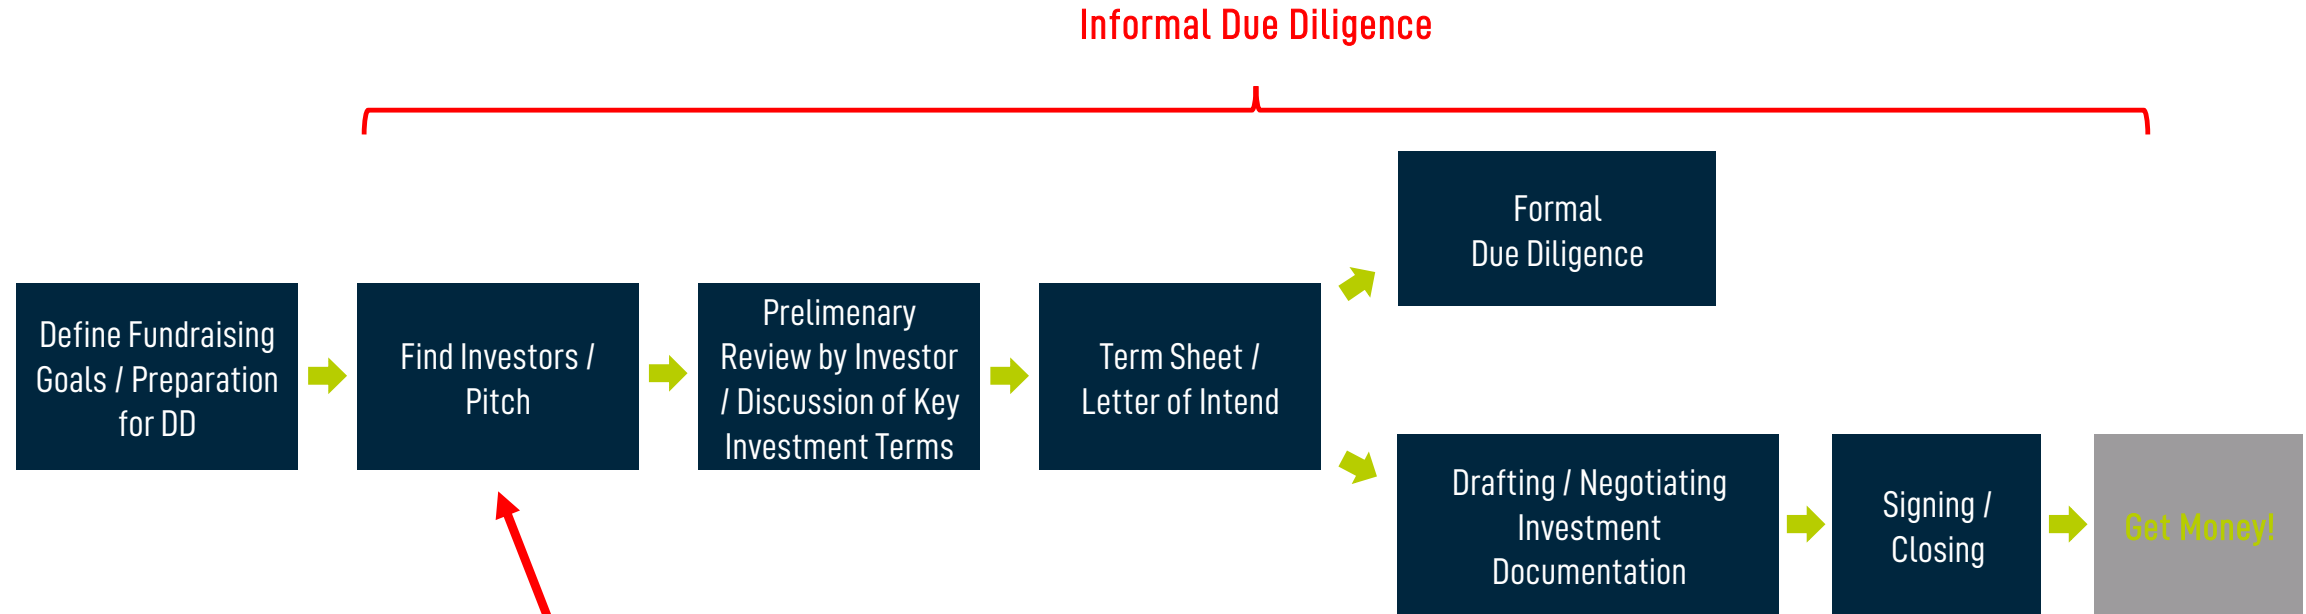 Informal Due Diligence
Formal
Due Diligence
Define Fundraising
Goals / Preparation
for DD
Find Investors /
Pitch
Prelimenary
Review by Investor
/ Discussion of Key
Investment Terms
Term Sheet /
Letter of Intend
Drafting / Negotiating
Investment
Documentation
Signing /
Closing
Get Money!